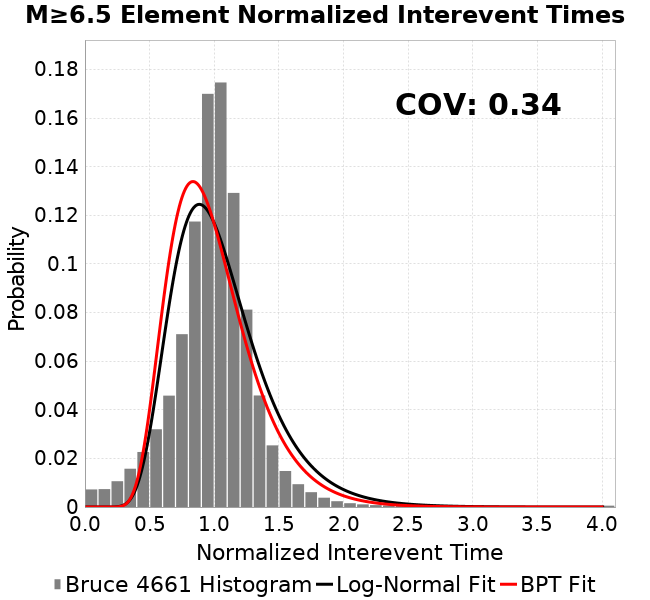 M≥6.5 Element Normalized Interevent Times
COV: 0.34
Probability
0.18
0.16
0.14
0.12
0.1
0.08
0.06
0.04
0.02
0
0.0 0.5 1.0 1.5 2.0 2.5 3.0 3.5 4.0
Normalized Interevent Time
Bruce 4661 Histogram Log-Normal Fit BPT Fit